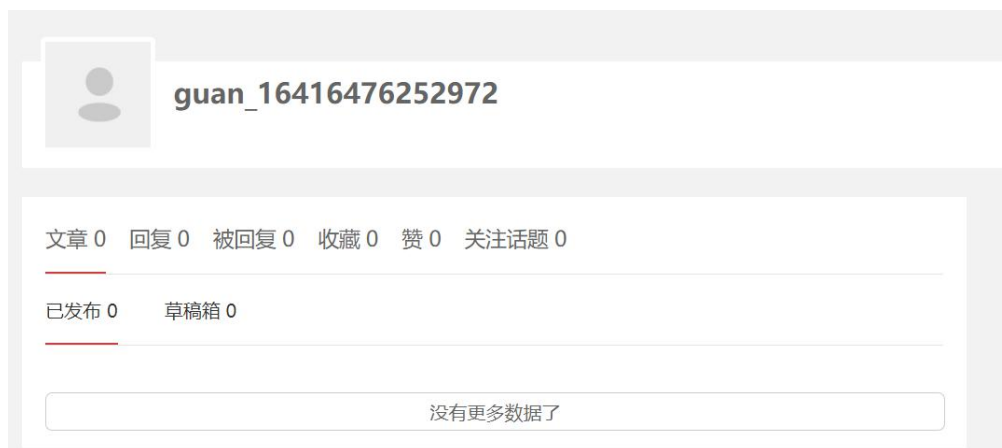 guan_16416476252972
文章 0 回复 0 被回复 0 收藏 0 赞 0 关注话题 0
已发布 0 草稿箱 0
没有更多数据了